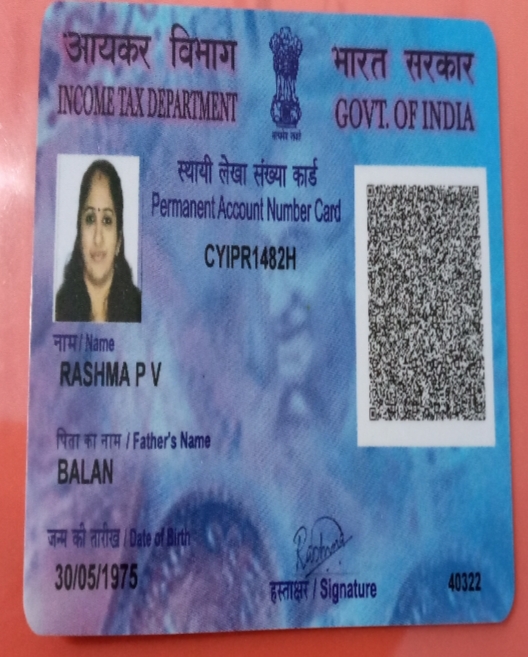 आयकर विभाग
INCOME TAX DEPARTMENT
भारत सरकार
GOVT. OF INDIA
सत्यमेव जयते
स्थायी लेखा संख्या कार्ड
Permanent Account Number Card
CYIPR1482H
नाम / Name
RASHMA P V
पिता का नाम / Father's Name
BALAN
जन्म की तारीख / Date of Birth
30/05/1975
Rashma
हस्ताक्षर / Signature
40322